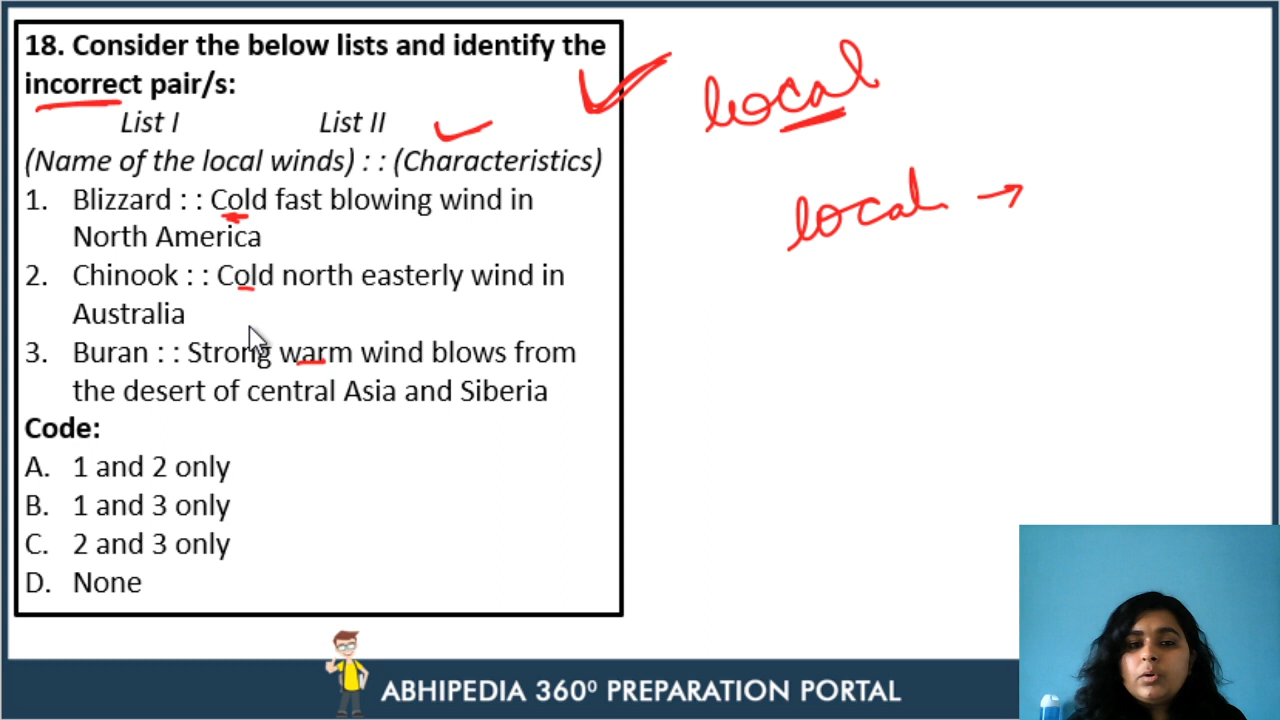 18. Consider the below lists and identify the
incorrect pair/s:
List I List II
(Name of the local winds) : : (Characteristics)
1. Blizzard : : Cold fast blowing wind in
North America
2. Chinook : : Cold north easterly wind in
Australia
3. Buran : : Strong warm wind blows from
the desert of central Asia and Siberia
Code:
A. 1 and 2 only
B. 1 and 3 only
C. 2 and 3 only
D. None
local
local →
ABHIPEDIA 360⁰ PREPARATION PORTAL